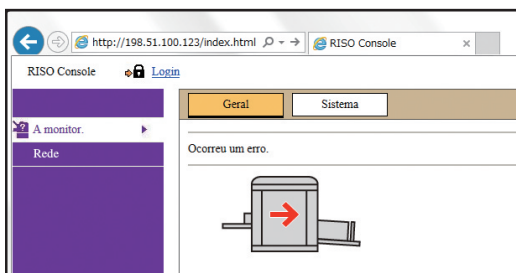 http://198.51.100.123/index.html
RISO Console
RISO Console
Login
Geral
Sistema
A monitor.
Rede
Ocorreu um erro.